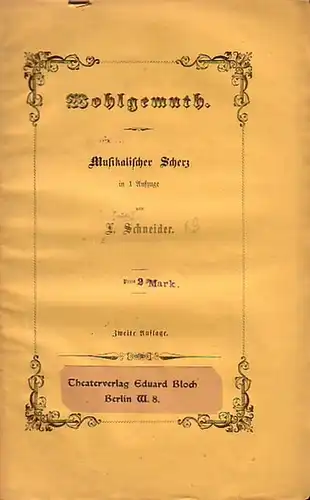 Wohlgemuth.
Musikalischer Scherz
in 1 Aufzuge
von
L. Schneider.
Preis 2 Mark.
Zweite Auflage.
Theaterverlag Eduard Bloch
Berlin W. 8.